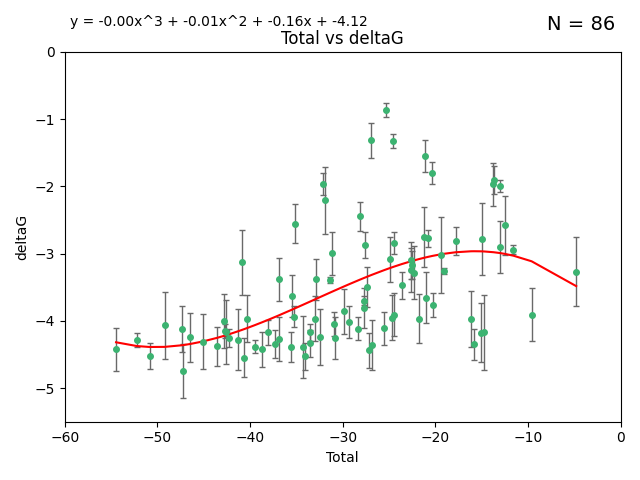 y = -0.00x^3 + -0.01x^2 + -0.16x + -4.12
N = 86
Total vs deltaG
0
−1
−2
−3
−4
−5
deltaG
−60 −50 −40 −30 −20 −10 0
Total